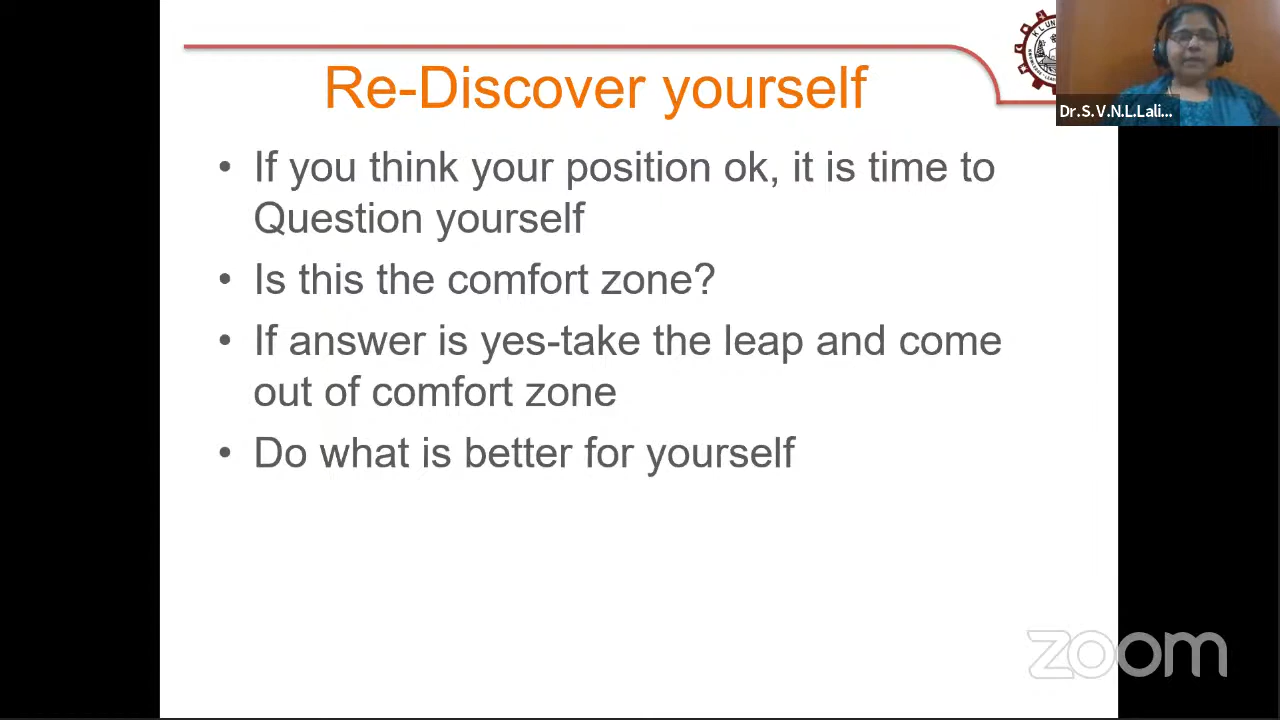 Re-Discover yourself
• If you think your position ok, it is time to
Question yourself
• Is this the comfort zone?
• If answer is yes-take the leap and come
out of comfort zone
• Do what is better for yourself
Dr.S.V.N.L.Lali...
zoom